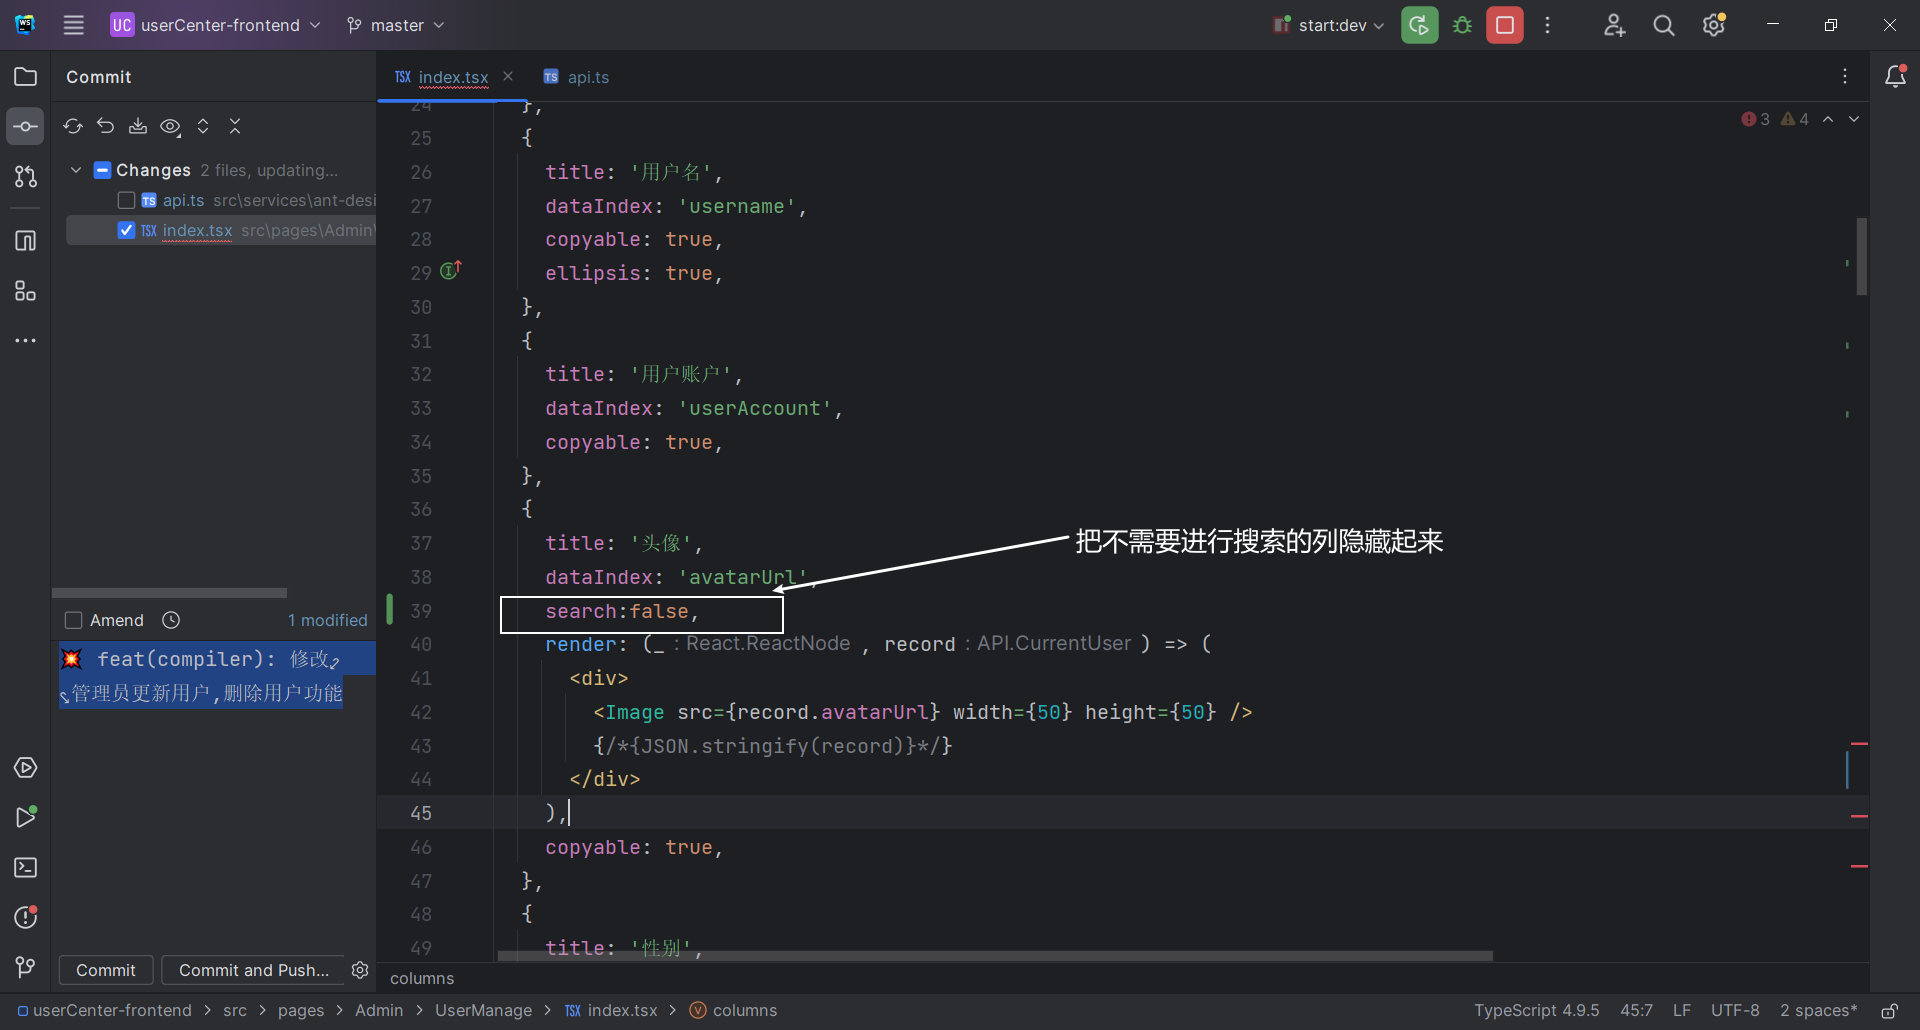 UC userCenter-frontend master start:dev
Commit
TSX index.tsx
TS api.ts
Changes 2 files, updating...
TS api.ts src\services\ant-desi
TSX index.tsx src\pages\Admin\
Amend 1 modified
feat(compiler): 修改
管理员更新用户,删除用户功能
Commit
Commit and Push...
3 4
24 },
25 {
26 title: '用户名',
27 dataIndex: 'username',
28 copyable: true,
29 ellipsis: true,
30 },
31 {
32 title: '用户账户',
33 dataIndex: 'userAccount',
34 copyable: true,
35 },
36 {
37 title: '头像',
38 dataIndex: 'avatarUrl',
39 search:false,
40 render: (_ : React.ReactNode , record : API.CurrentUser ) => (
41 <div>
42 <Image src={record.avatarUrl} width={50} height={50} />
43 {/*{JSON.stringify(record)}*/}
44 </div>
45 ),
46 copyable: true,
47 },
48 {
49 title: '性别',
把不需要进行搜索的列隐藏起来
columns
userCenter-frontend > src > pages > Admin > UserManage > TSX index.tsx > V columns
TypeScript 4.9.5 45:7 LF UTF-8 2 spaces*